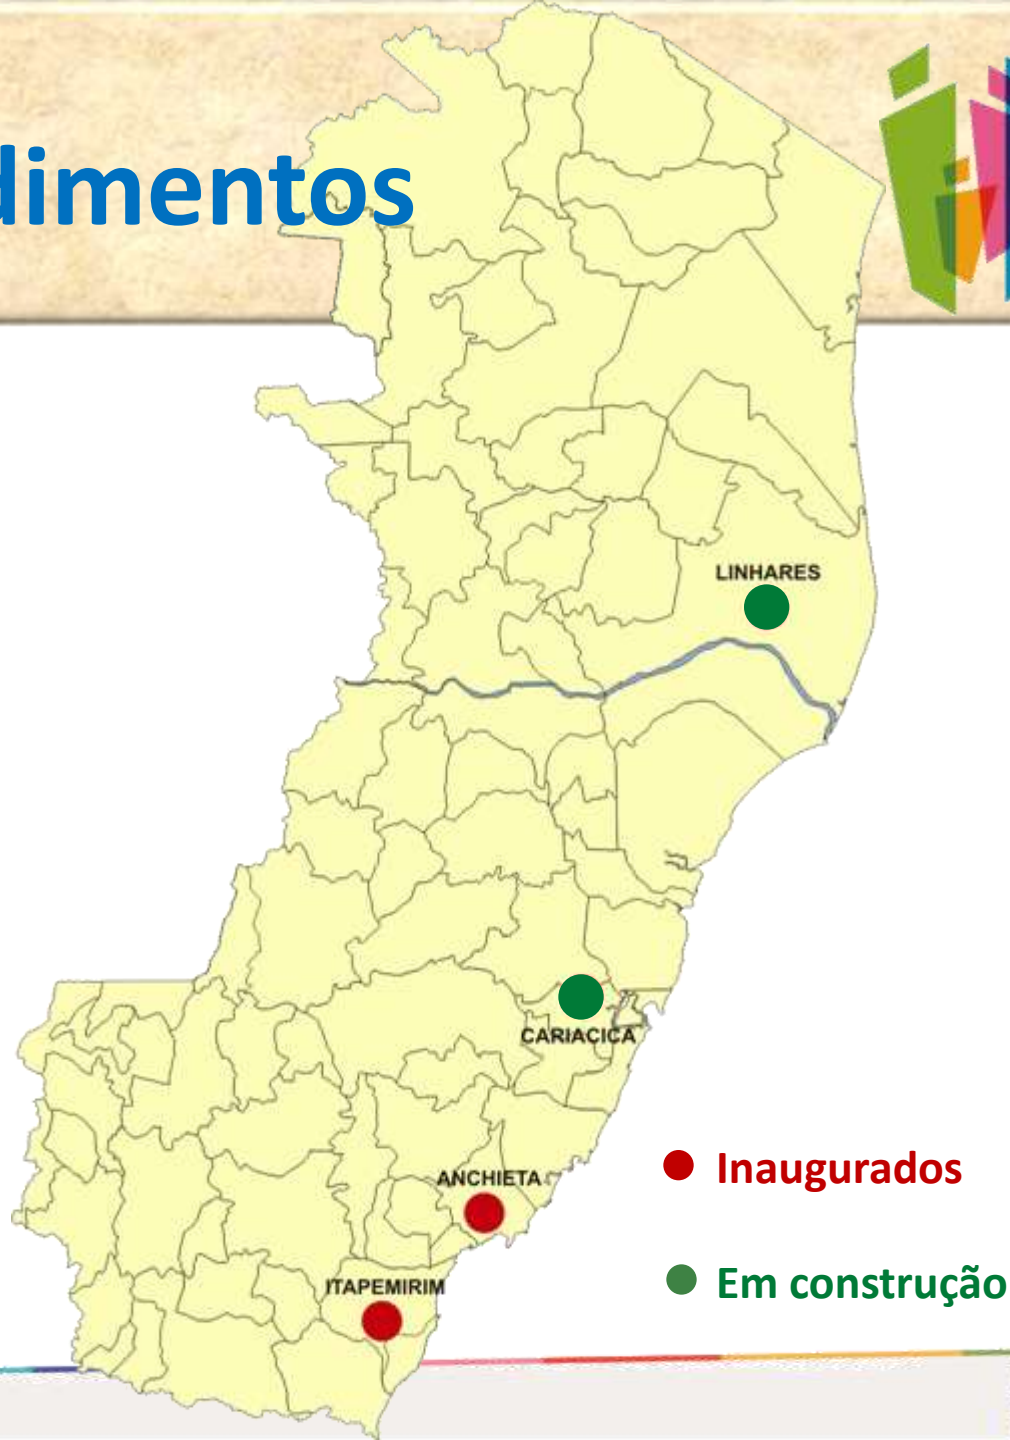 dimentos
LINHARES
CARIACICA
ANCHIETA
Inaugurados
ITAPEMIRIM
Em construção